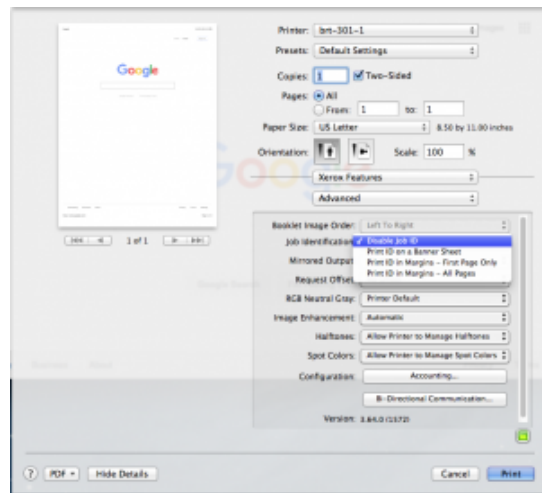 Printer: brt-301-1
Presets: Default Settings
Copies: 1 Two-Sided
Pages: All
From: 1 to: 1
Paper Size: US Letter 8.50 by 11.00 inches
Orientation: Scale: 100 %
Xerox Features
Advanced
Google
1 of 1
Booklet Image Order: Left To Right
Job Identification: Disable Job ID
Print ID on a Banner Sheet
Print ID in Margins - First Page Only
Print ID in Margins - All Pages
Mirrored Output
Request Offset
RGB Neutral Gray: Printer Default
Image Enhancement: Automatic
Halftones: Allow Printer to Manage Halftones
Spot Colors: Allow Printer to Manage Spot Colors
Configuration: Accounting...
Bi-Directional Communication...
Version: 3.64.0 (1372)
? PDF Hide Details Cancel Print